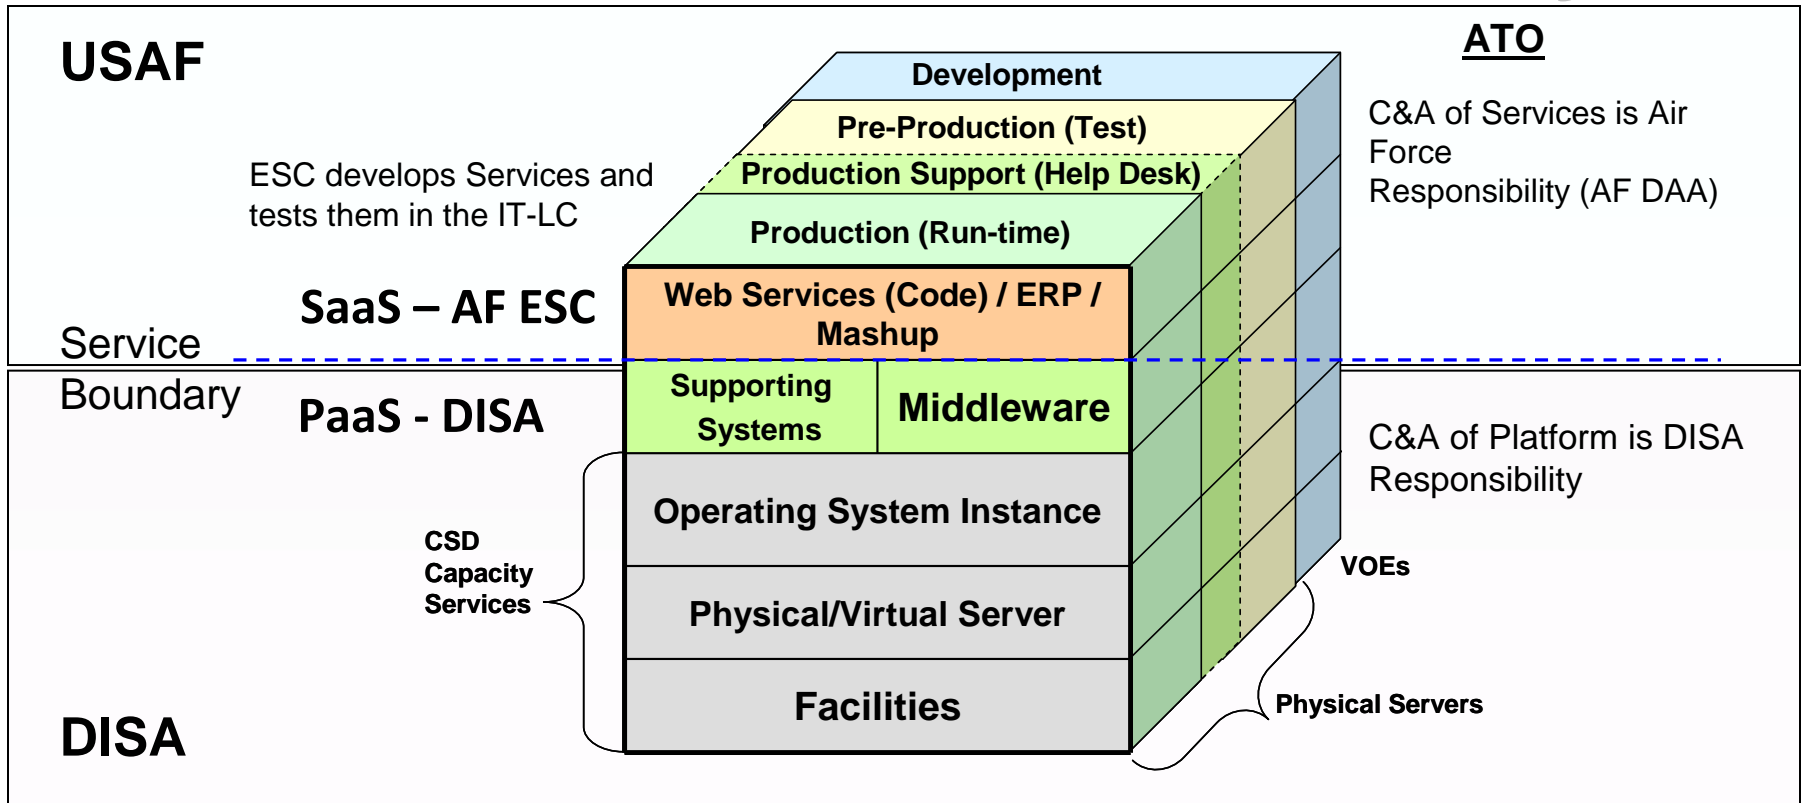 USAF
ATO
Development
Pre-Production (Test)
Production Support (Help Desk)
Production (Run-time)
C&A of Services is Air
Force
Responsibility (AF DAA)
ESC develops Services and
tests them in the IT-LC
SaaS – AF ESC
Web Services (Code) / ERP /
Mashup
Service
Boundary
PaaS - DISA
Supporting
Systems
Middleware
C&A of Platform is DISA
Responsibility
Operating System Instance
CSD
Capacity
Services
VOEs
Physical/Virtual Server
Facilities
Physical Servers
DISA